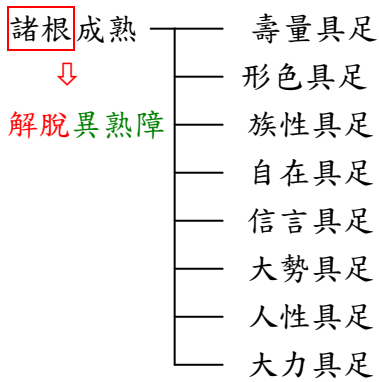 諸根成熟
⇩
解脫異熟障
壽量具足
形色具足
族性具足
自在具足
信言具足
大勢具足
人性具足
大力具足